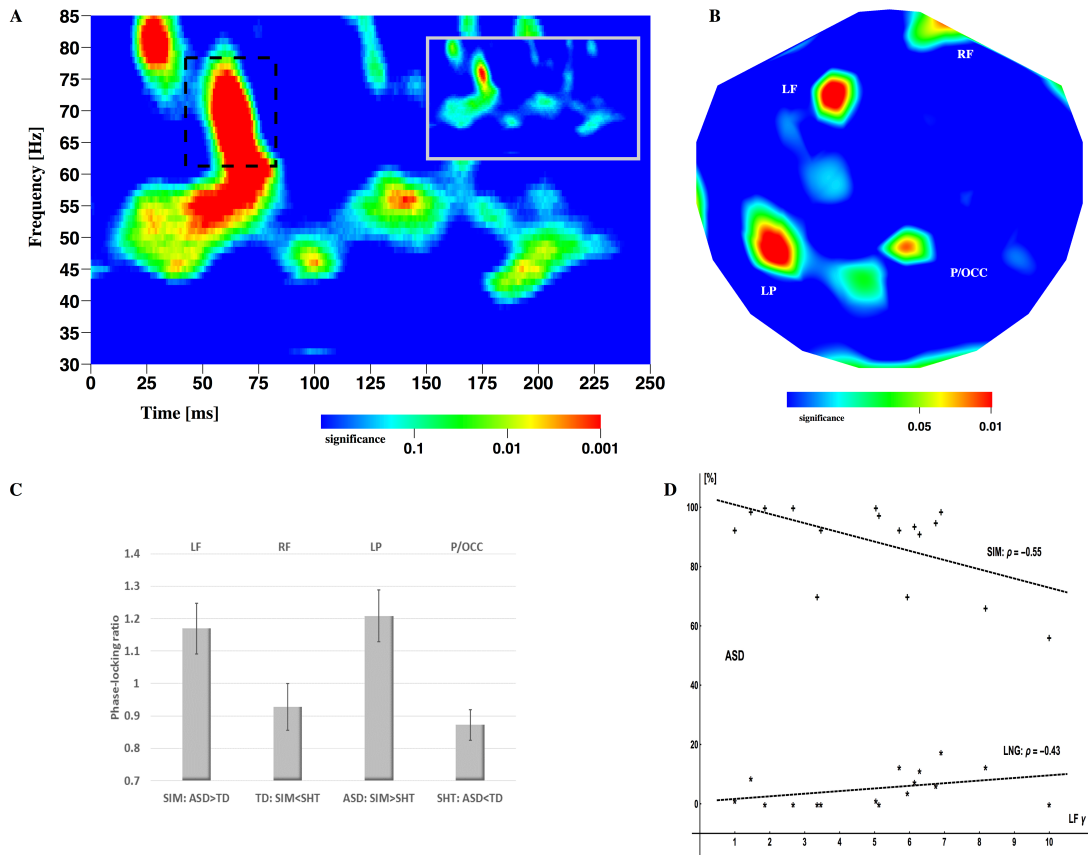 A
Frequency [Hz]
85
80
75
70
65
60
55
50
45
40
35
30
0 25 50 75 100 125 150 175 200 225 250
Time [ms]
significance
0.1 0.01 0.001
B
RF
LF
P/OCC
LP
significance
0.05 0.01
C
LF RF LP P/OCC
Phase-locking ratio
1.4
1.3
1.2
1.1
1
0.9
0.8
0.7
SIM: ASD>TD TD: SIM<SHT ASD: SIM>SHT SHT: ASD<TD
D
[%]
100
80
60
40
20
0
SIM: ρ = −0.55
ASD
LNG: ρ = −0.43
LF γ
1 2 3 4 5 6 7 8 9 10